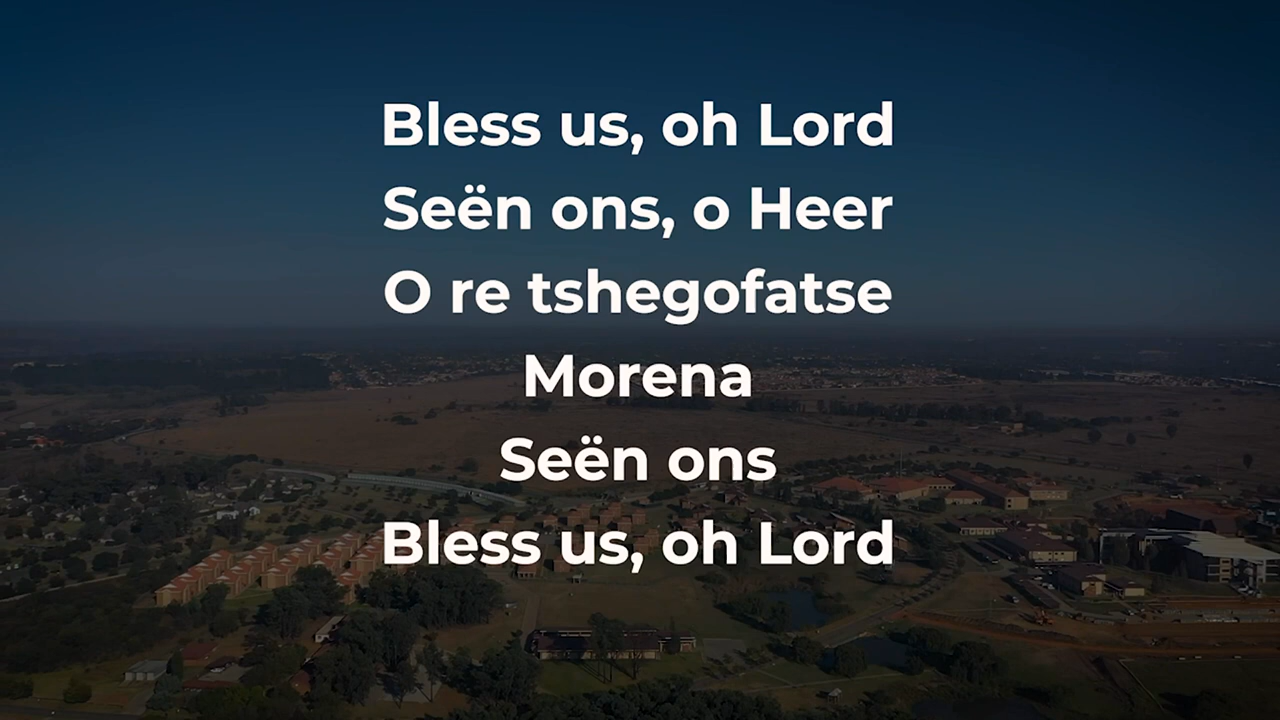 Bless us, oh Lord
Seën ons, o Heer
O re tshegofatse
Morena
Seën ons
Bless us, oh Lord